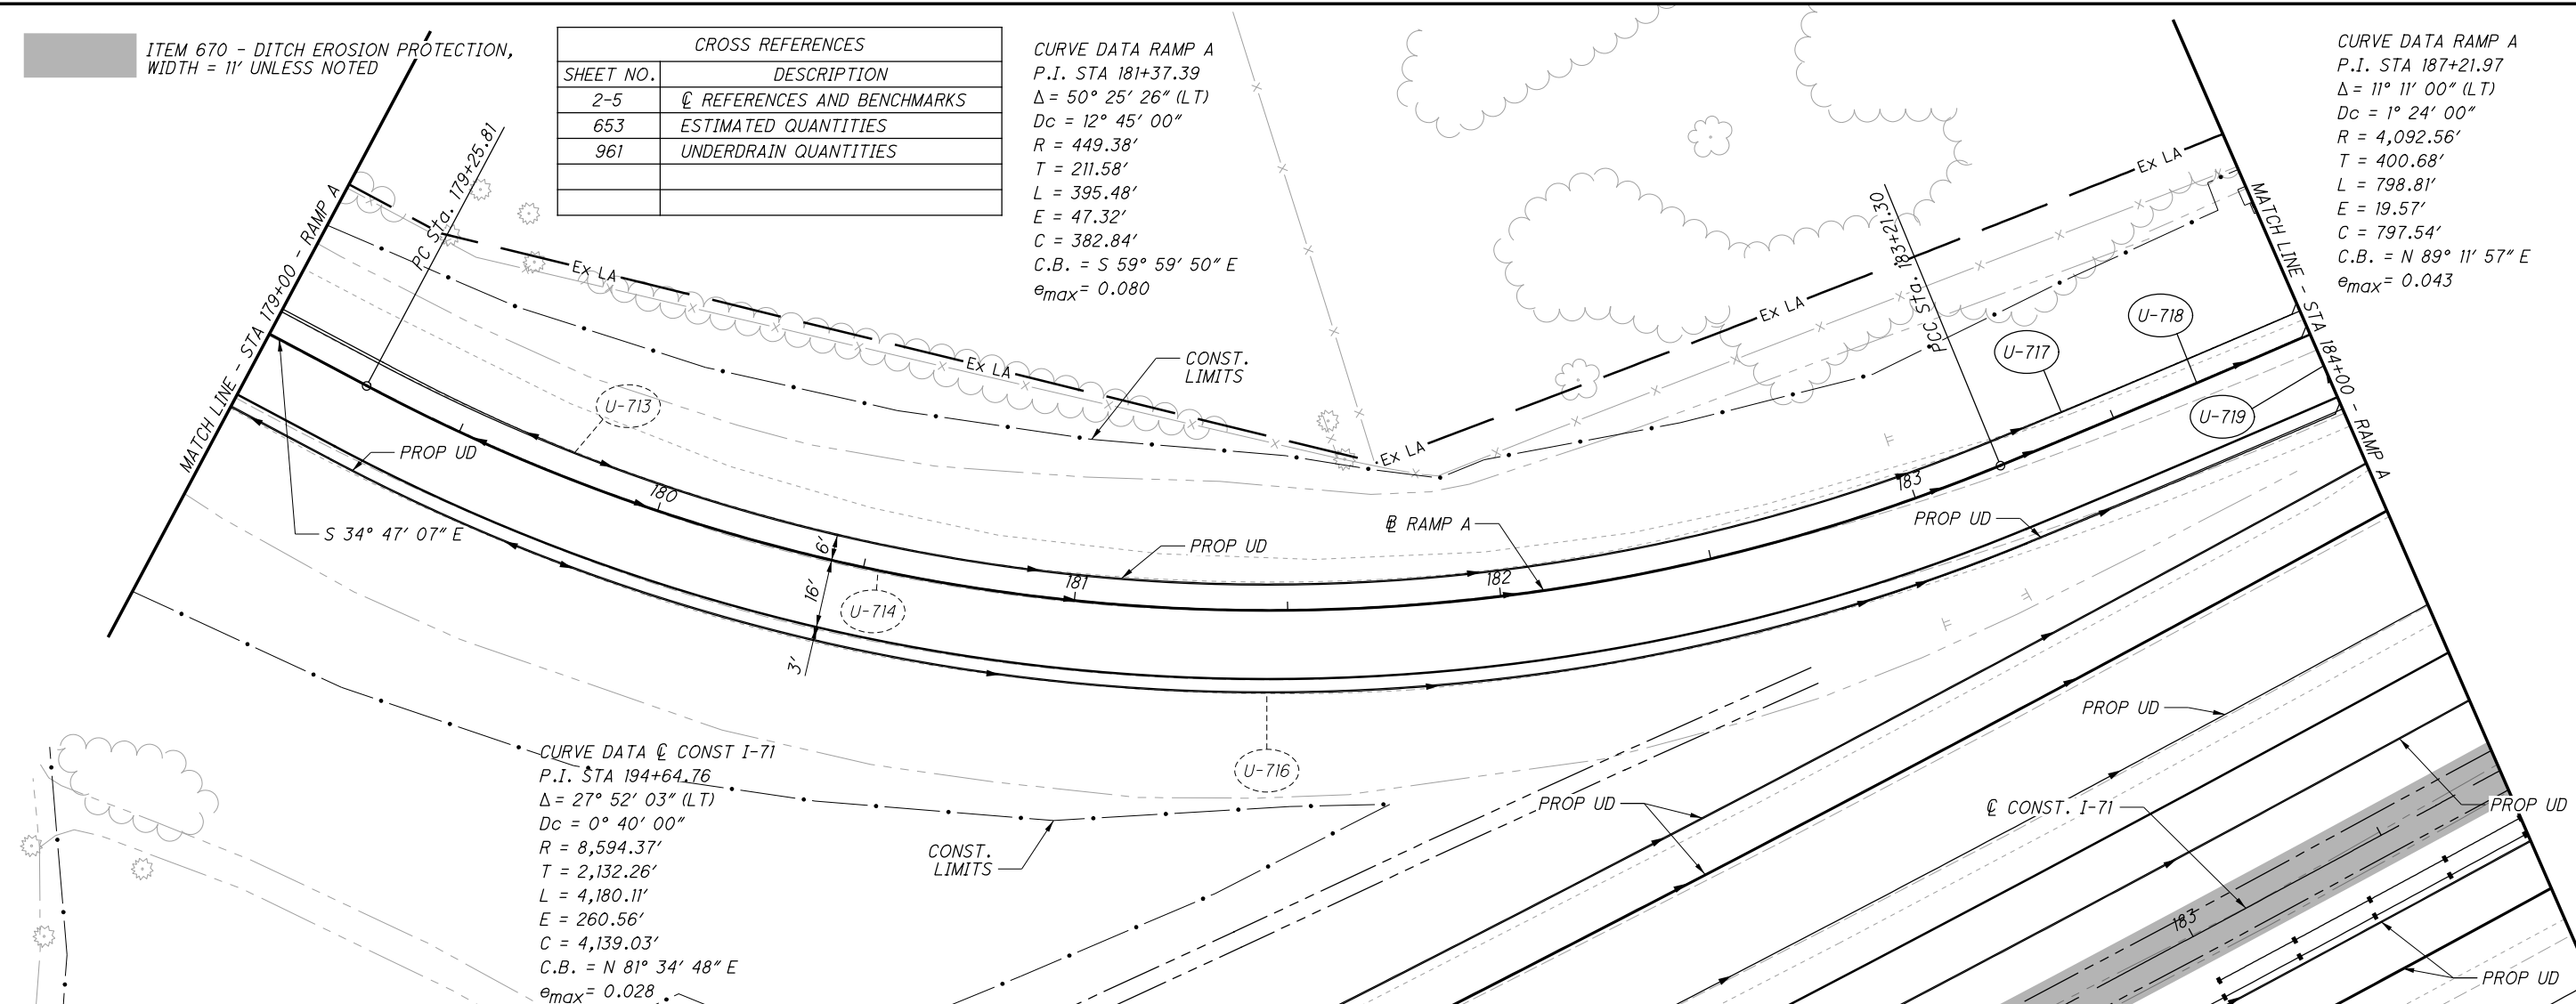 ITEM 670 - DITCH EROSION PROTECTION,
WIDTH = 11' UNLESS NOTED
CROSS REFERENCES
SHEET NO. DESCRIPTION
2-5 ℄ REFERENCES AND BENCHMARKS
653 ESTIMATED QUANTITIES
961 UNDERDRAIN QUANTITIES
CURVE DATA RAMP A
P.I. STA 181+37.39
Δ = 50° 25' 26" (LT)
Dc = 12° 45' 00"
R = 449.38'
T = 211.58'
L = 395.48'
E = 47.32'
C = 382.84'
C.B. = S 59° 59' 50" E
emax = 0.080
CURVE DATA RAMP A
P.I. STA 187+21.97
Δ = 11° 11' 00" (LT)
Dc = 1° 24' 00"
R = 4,092.56'
T = 400.68'
L = 798.81'
E = 19.57'
C = 797.54'
C.B. = N 89° 11' 57" E
emax = 0.043
MATCH LINE - STA 179+00 - RAMP A
PC Sta. 179+25.81
Ex LA
Ex LA
Ex LA
Ex LA
Ex LA
CONST.
LIMITS
PCC Sta. 183+21.30
MATCH LINE - STA 184+00 - RAMP A
U-713
U-717
U-718
U-719
PROP UD
S 34° 47' 07" E
180
6'
16'
3'
U-714
181
PROP UD
182
℄ RAMP A
183
PROP UD
U-716
CURVE DATA ℄ CONST I-71
P.I. STA 194+64.76
Δ = 27° 52' 03" (LT)
Dc = 0° 40' 00"
R = 8,594.37'
T = 2,132.26'
L = 4,180.11'
E = 260.56'
C = 4,139.03'
C.B. = N 81° 34' 48" E
emax = 0.028
CONST.
LIMITS
PROP UD
PROP UD
℄ CONST. I-71
PROP UD
183
PROP UD